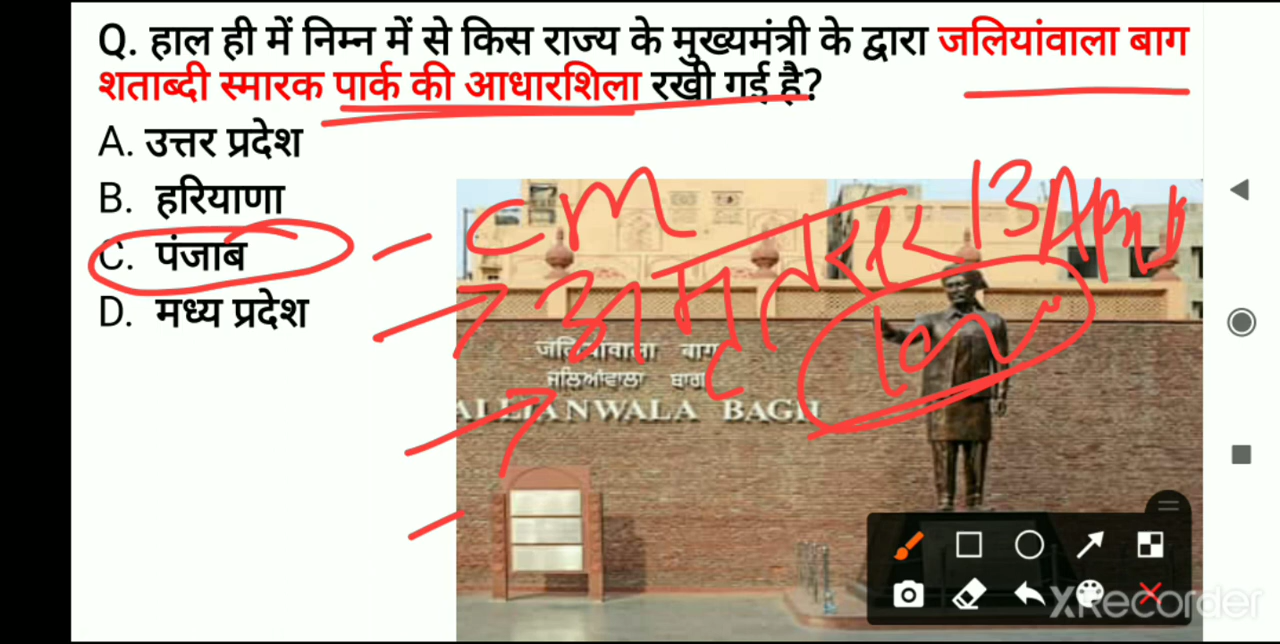 Q. हाल ही में निम्न में से किस राज्य के मुख्यमंत्री के द्वारा जलियांवाला बाग
शताब्दी स्मारक पार्क की आधारशिला रखी गई है?
A. उत्तर प्रदेश
B. हरियाणा
C. पंजाब
D. मध्य प्रदेश
CM
अमृतसर 13 April
जलियांवाला बाग
ਜਲਿਆਂਵਾਲਾ ਬਾਗ
JALLIANWALA BAGH
XRecorder